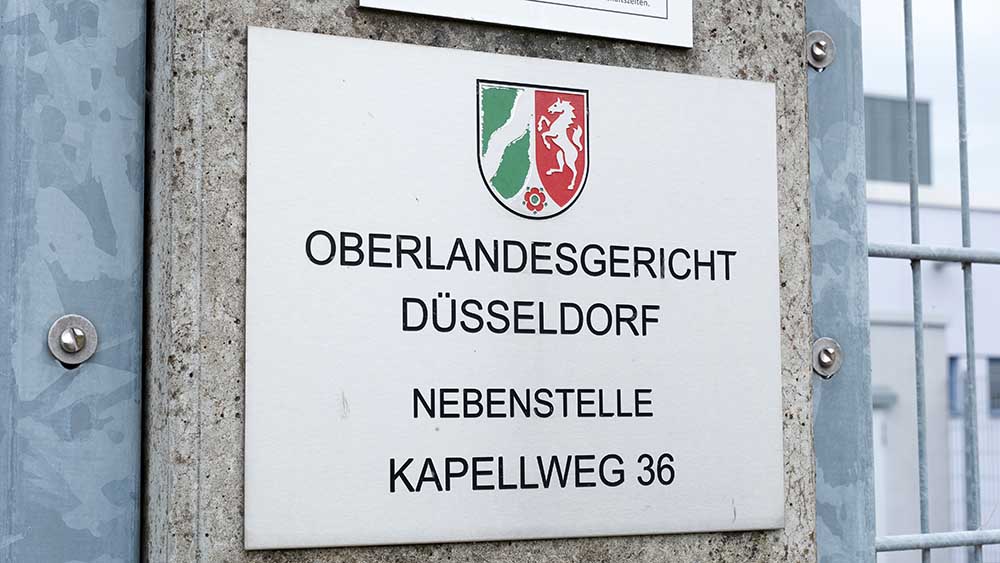 OBERLANDESGERICHT
DÜSSELDORF
NEBENSTELLE
KAPELLWEG 36